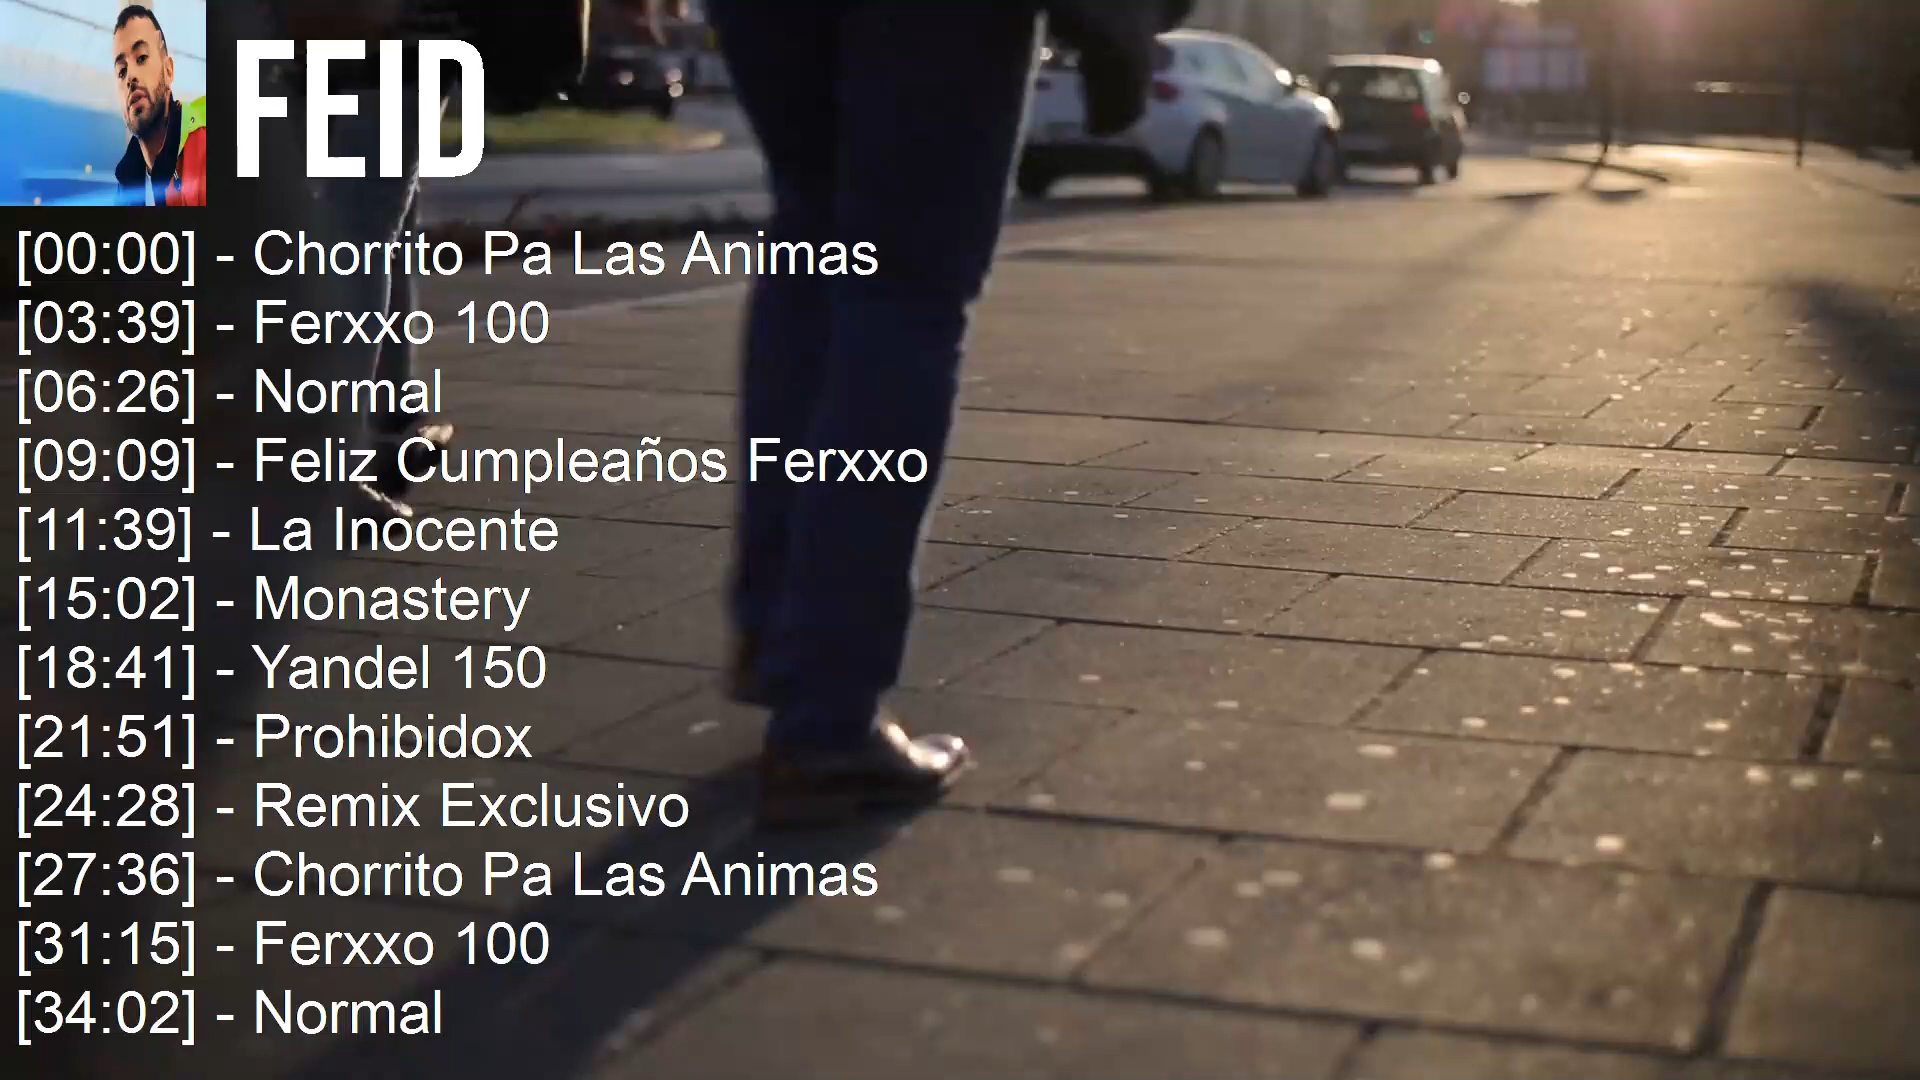 FEID
[00:00] - Chorrito Pa Las Animas
[03:39] - Ferxxo 100
[06:26] - Normal
[09:09] - Feliz Cumpleaños Ferxxo
[11:39] - La Inocente
[15:02] - Monastery
[18:41] - Yandel 150
[21:51] - Prohibidox
[24:28] - Remix Exclusivo
[27:36] - Chorrito Pa Las Animas
[31:15] - Ferxxo 100
[34:02] - Normal